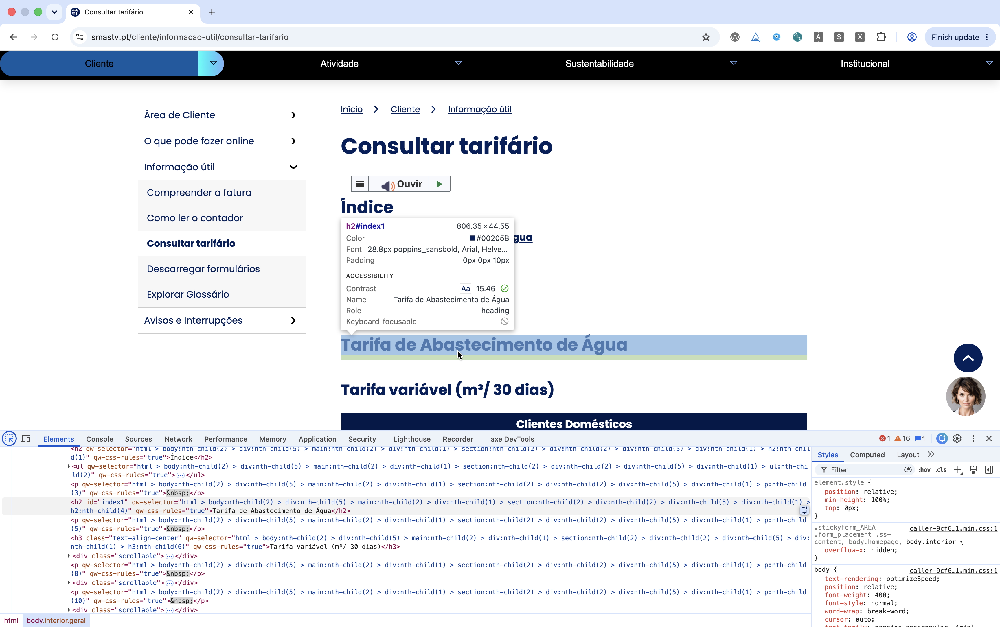 Consultar tarifário
smastv.pt/cliente/informacao-util/consultar-tarifario
A
S
X
Finish update
Cliente
Atividade
Sustentabilidade
Institucional
Área de Cliente
O que pode fazer online
Informação útil
Compreender a fatura
Como ler o contador
Consultar tarifário
Descarregar formulários
Explorar Glossário
Avisos e Interrupções
Início
Cliente
Informação útil
Consultar tarifário
Ouvir
Índice
gua
h2#index1 806.35 × 44.55
Color #00205B
Font 28.8px poppins_sansbold, Arial, Helve...
Padding 0px 0px 10px
ACCESSIBILITY
Contrast Aa 15.46
Name Tarifa de Abastecimento de Água
Role heading
Keyboard-focusable
Tarifa de Abastecimento de Água
Tarifa variável (m³/ 30 dias)
Clientes Domésticos
Elements Console Sources Network Performance Memory Application Security Lighthouse Recorder axe DevTools
1 16 1
<h2 qw-selector="html > body:nth-child(2) > div:nth-child(5) > main:nth-child(2) > div:nth-child(1) > section:nth-child(2) > div:nth-child(2) > div:nth-child(5) > div:nth-child(1) > h2:nth-chil
d(1)" qw-css-rules="true">Índice</h2>
<ul qw-selector="html > body:nth-child(2) > div:nth-child(5) > main:nth-child(2) > div:nth-child(1) > section:nth-child(2) > div:nth-child(2) > div:nth-child(5) > div:nth-child(1) > ul:nth-chi
ld(2)" qw-css-rules="true">…</ul>
<p qw-selector="html > body:nth-child(2) > div:nth-child(5) > main:nth-child(2) > div:nth-child(1) > section:nth-child(2) > div:nth-child(2) > div:nth-child(5) > div:nth-child(1) > p:nth-child
(3)" qw-css-rules="true">&nbsp;</p>
<h2 id="index1" qw-selector="html > body:nth-child(2) > div:nth-child(5) > main:nth-child(2) > div:nth-child(1) > section:nth-child(2) > div:nth-child(2) > div:nth-child(5) > div:nth-child(1) >
h2:nth-child(4)" qw-css-rules="true">Tarifa de Abastecimento de Água</h2>
<p qw-selector="html > body:nth-child(2) > div:nth-child(5) > main:nth-child(2) > div:nth-child(1) > section:nth-child(2) > div:nth-child(2) > div:nth-child(5) > div:nth-child(1) > p:nth-child
(5)" qw-css-rules="true">&nbsp;</p>
<h3 class="text-align-center" qw-selector="html > body:nth-child(2) > div:nth-child(5) > main:nth-child(2) > div:nth-child(1) > section:nth-child(2) > div:nth-child(2) > div:nth-child(5) > div:
nth-child(1) > h3:nth-child(6)" qw-css-rules="true">Tarifa variável (m³/ 30 dias)</h3>
<div class="scrollable">…</div>
<p qw-selector="html > body:nth-child(2) > div:nth-child(5) > main:nth-child(2) > div:nth-child(1) > section:nth-child(2) > div:nth-child(2) > div:nth-child(5) > div:nth-child(1) > p:nth-child
(8)" qw-css-rules="true">&nbsp;</p>
<div class="scrollable">…</div>
<p qw-selector="html > body:nth-child(2) > div:nth-child(5) > main:nth-child(2) > div:nth-child(1) > section:nth-child(2) > div:nth-child(2) > div:nth-child(5) > div:nth-child(1) > p:nth-child
(10)" qw-css-rules="true">&nbsp;</p>
<div class="scrollable">…</div>
html body.interior.geral
Styles Computed Layout
Filter (.*) :hov .cls
element.style {
position: relative;
min-height: 100%;
top: 0px;
}
.stickyForm_AREA caller-9cf6…1.min.css:1
.form_placement .ss-
content, body.homepage, body.interior {
overflow-x: hidden;
}
body { caller-9cf6…1.min.css:1
text-rendering: optimizeSpeed;
position: relative;
font-weight: 400;
font-style: normal;
word-wrap: break-word;
cursor: auto;